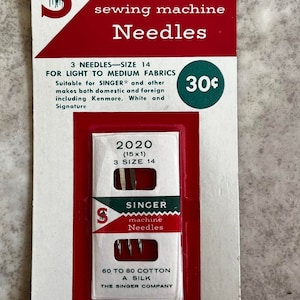 S
sewing machine
Needles
3 NEEDLES—SIZE 14
FOR LIGHT TO MEDIUM FABRICS
Suitable for SINGER® and other
makes both domestic and foreign
including Kenmore, White and
Signature
30¢
2020
(15x1)
3 SIZE 14
S
SINGER
machine
Needles
60 TO 80 COTTON
A SILK
THE SINGER COMPANY